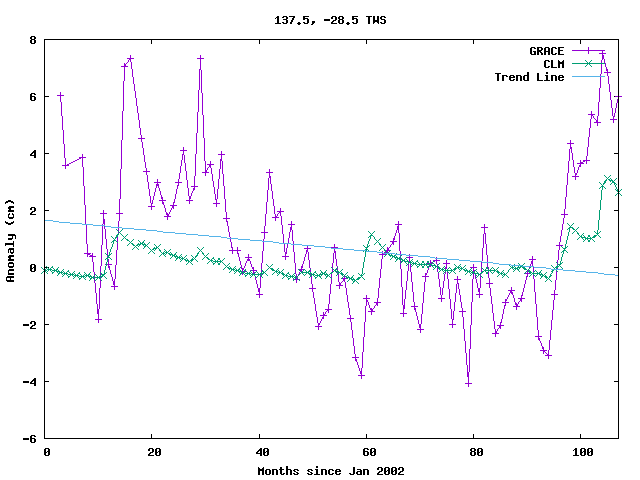 137.5, -28.5 TWS
GRACE
CLM
Trend Line
8
6
4
2
0
-2
-4
-6
Anomaly (cm)
0 20 40 60 80 100
Months since Jan 2002